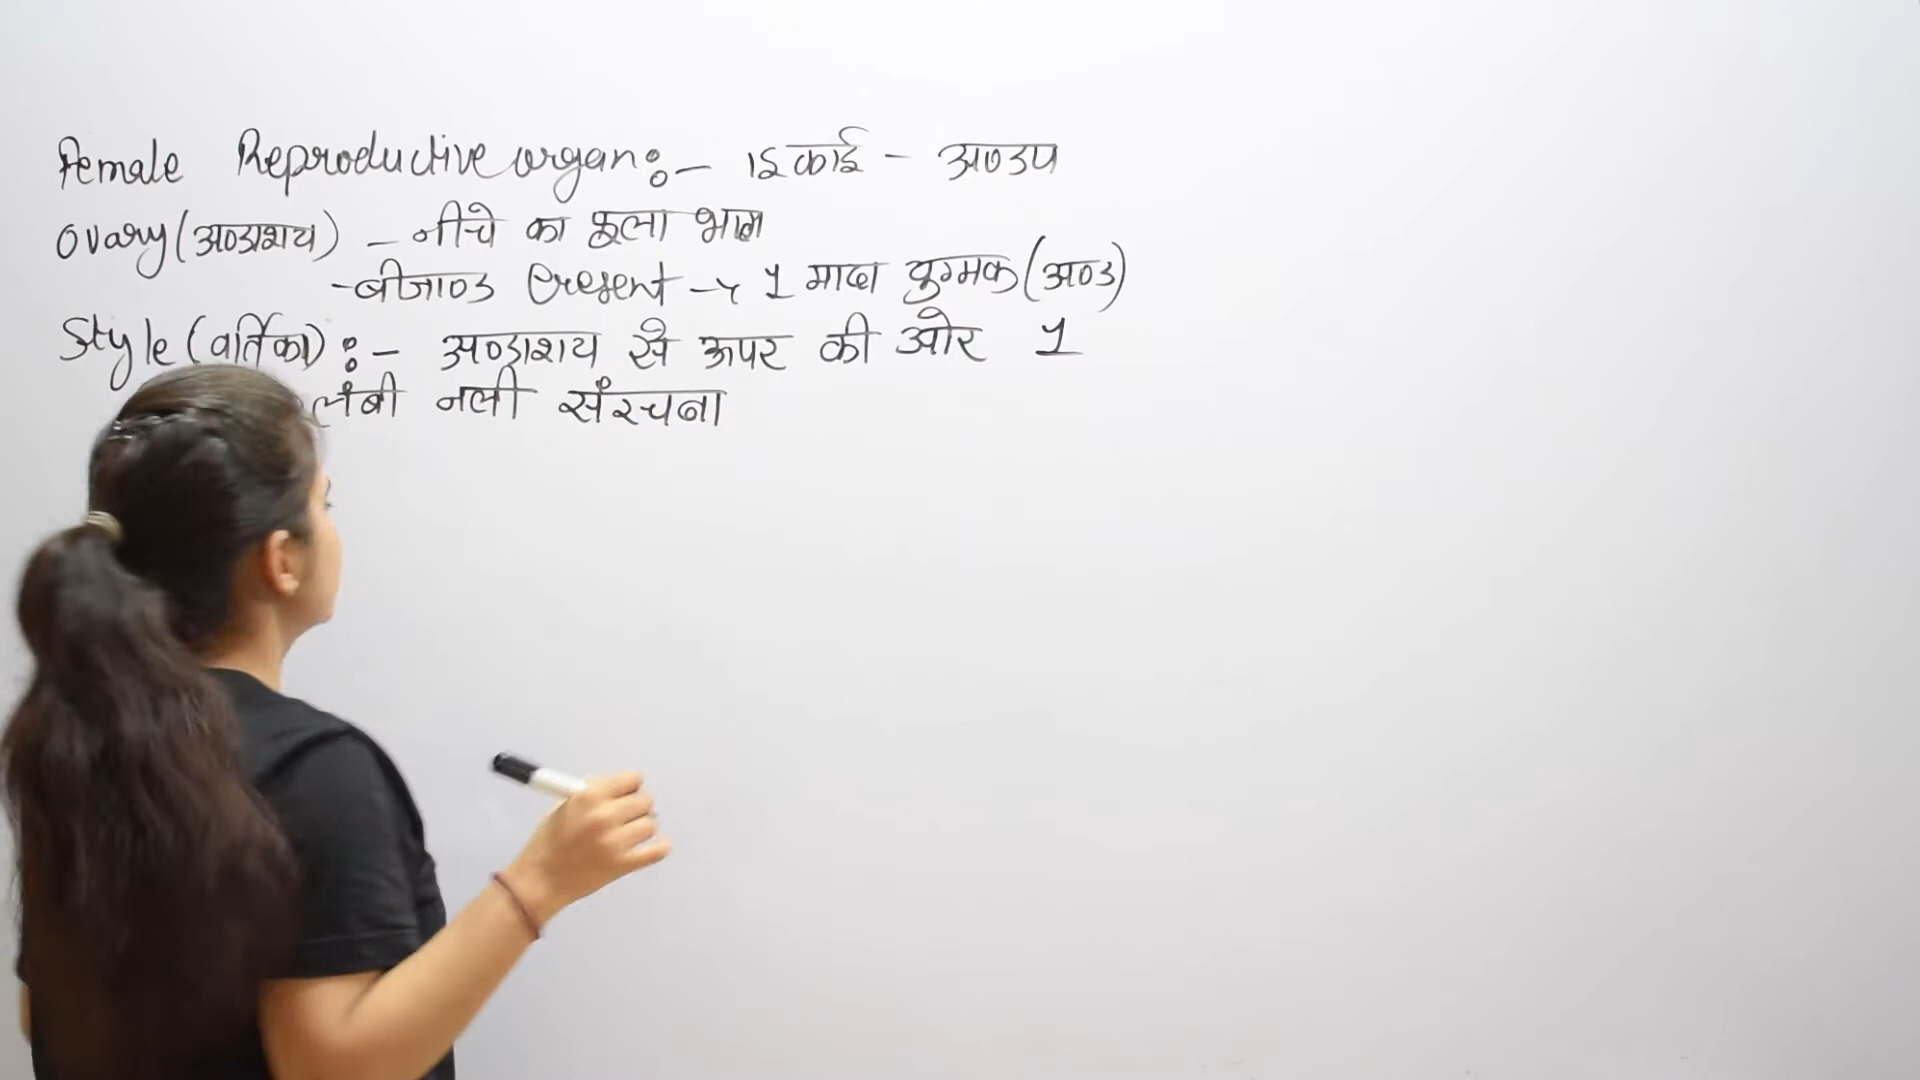 Female Reproductive organ :- इकाई - अण्डप
Ovary (अण्डाशय) - नीचे का फूला भाग
- बीजाण्ड Present → 1 मादा युग्मक (अण्ड)
Style (वर्तिका) :- अण्डाशय से ऊपर की ओर 1
लंबी नली संरचना